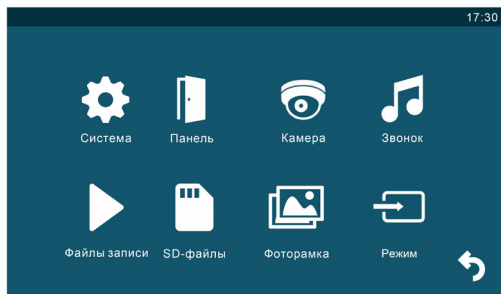 17:30
Система Панель Камера Звонок
Файлы записи SD-файлы Фоторамка Режим